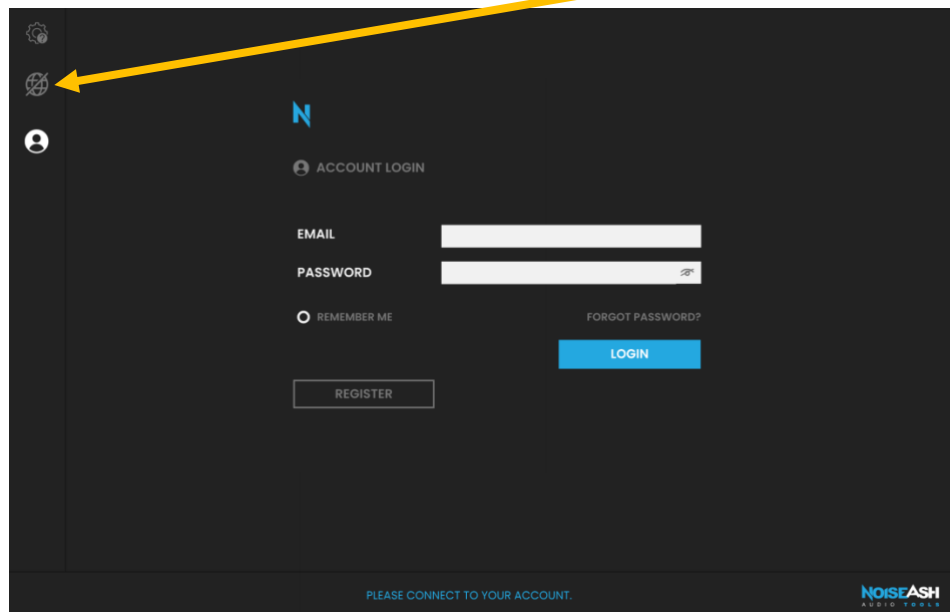 N
ACCOUNT LOGIN
EMAIL
PASSWORD
REMEMBER ME
FORGOT PASSWORD?
LOGIN
REGISTER
PLEASE CONNECT TO YOUR ACCOUNT.
NOISEASH
AUDIO TOOLS